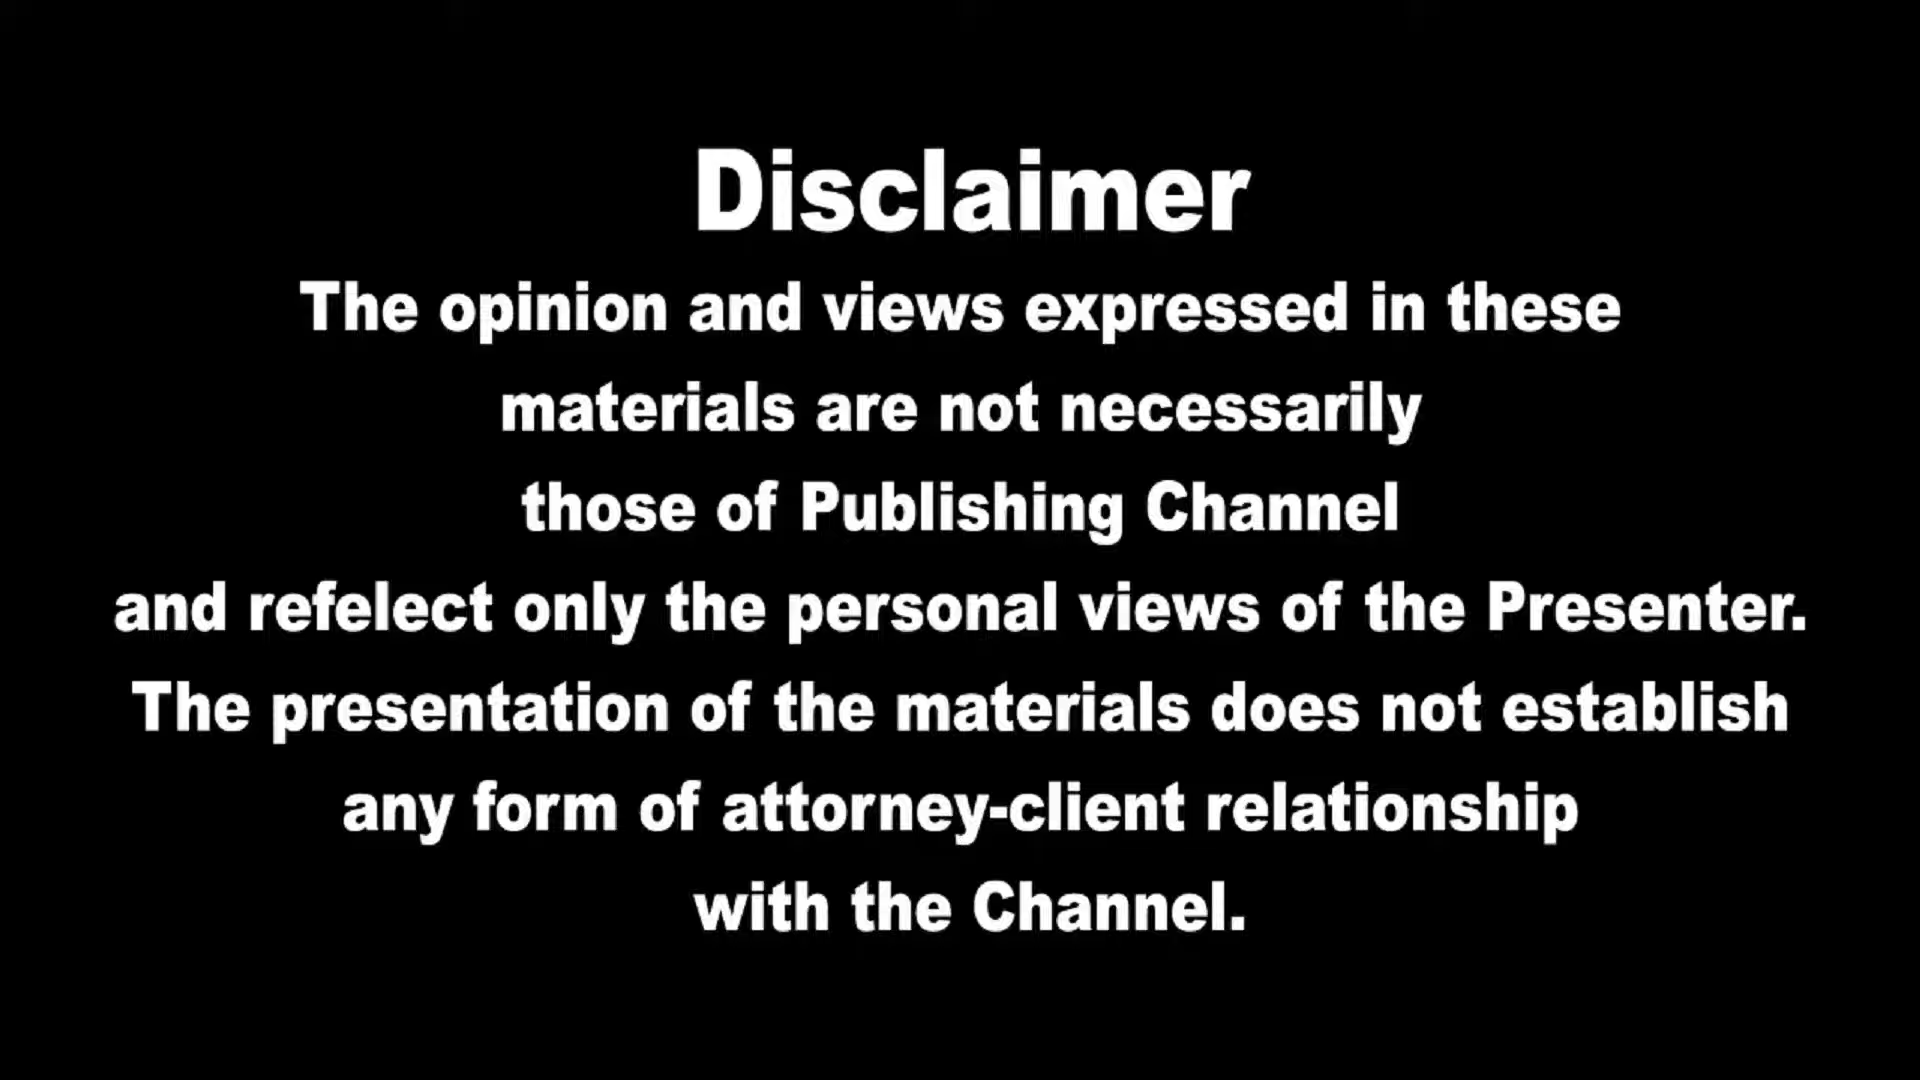 Disclaimer
The opinion and views expressed in these
materials are not necessarily
those of Publishing Channel
and refelect only the personal views of the Presenter.
The presentation of the materials does not establish
any form of attorney-client relationship
with the Channel.